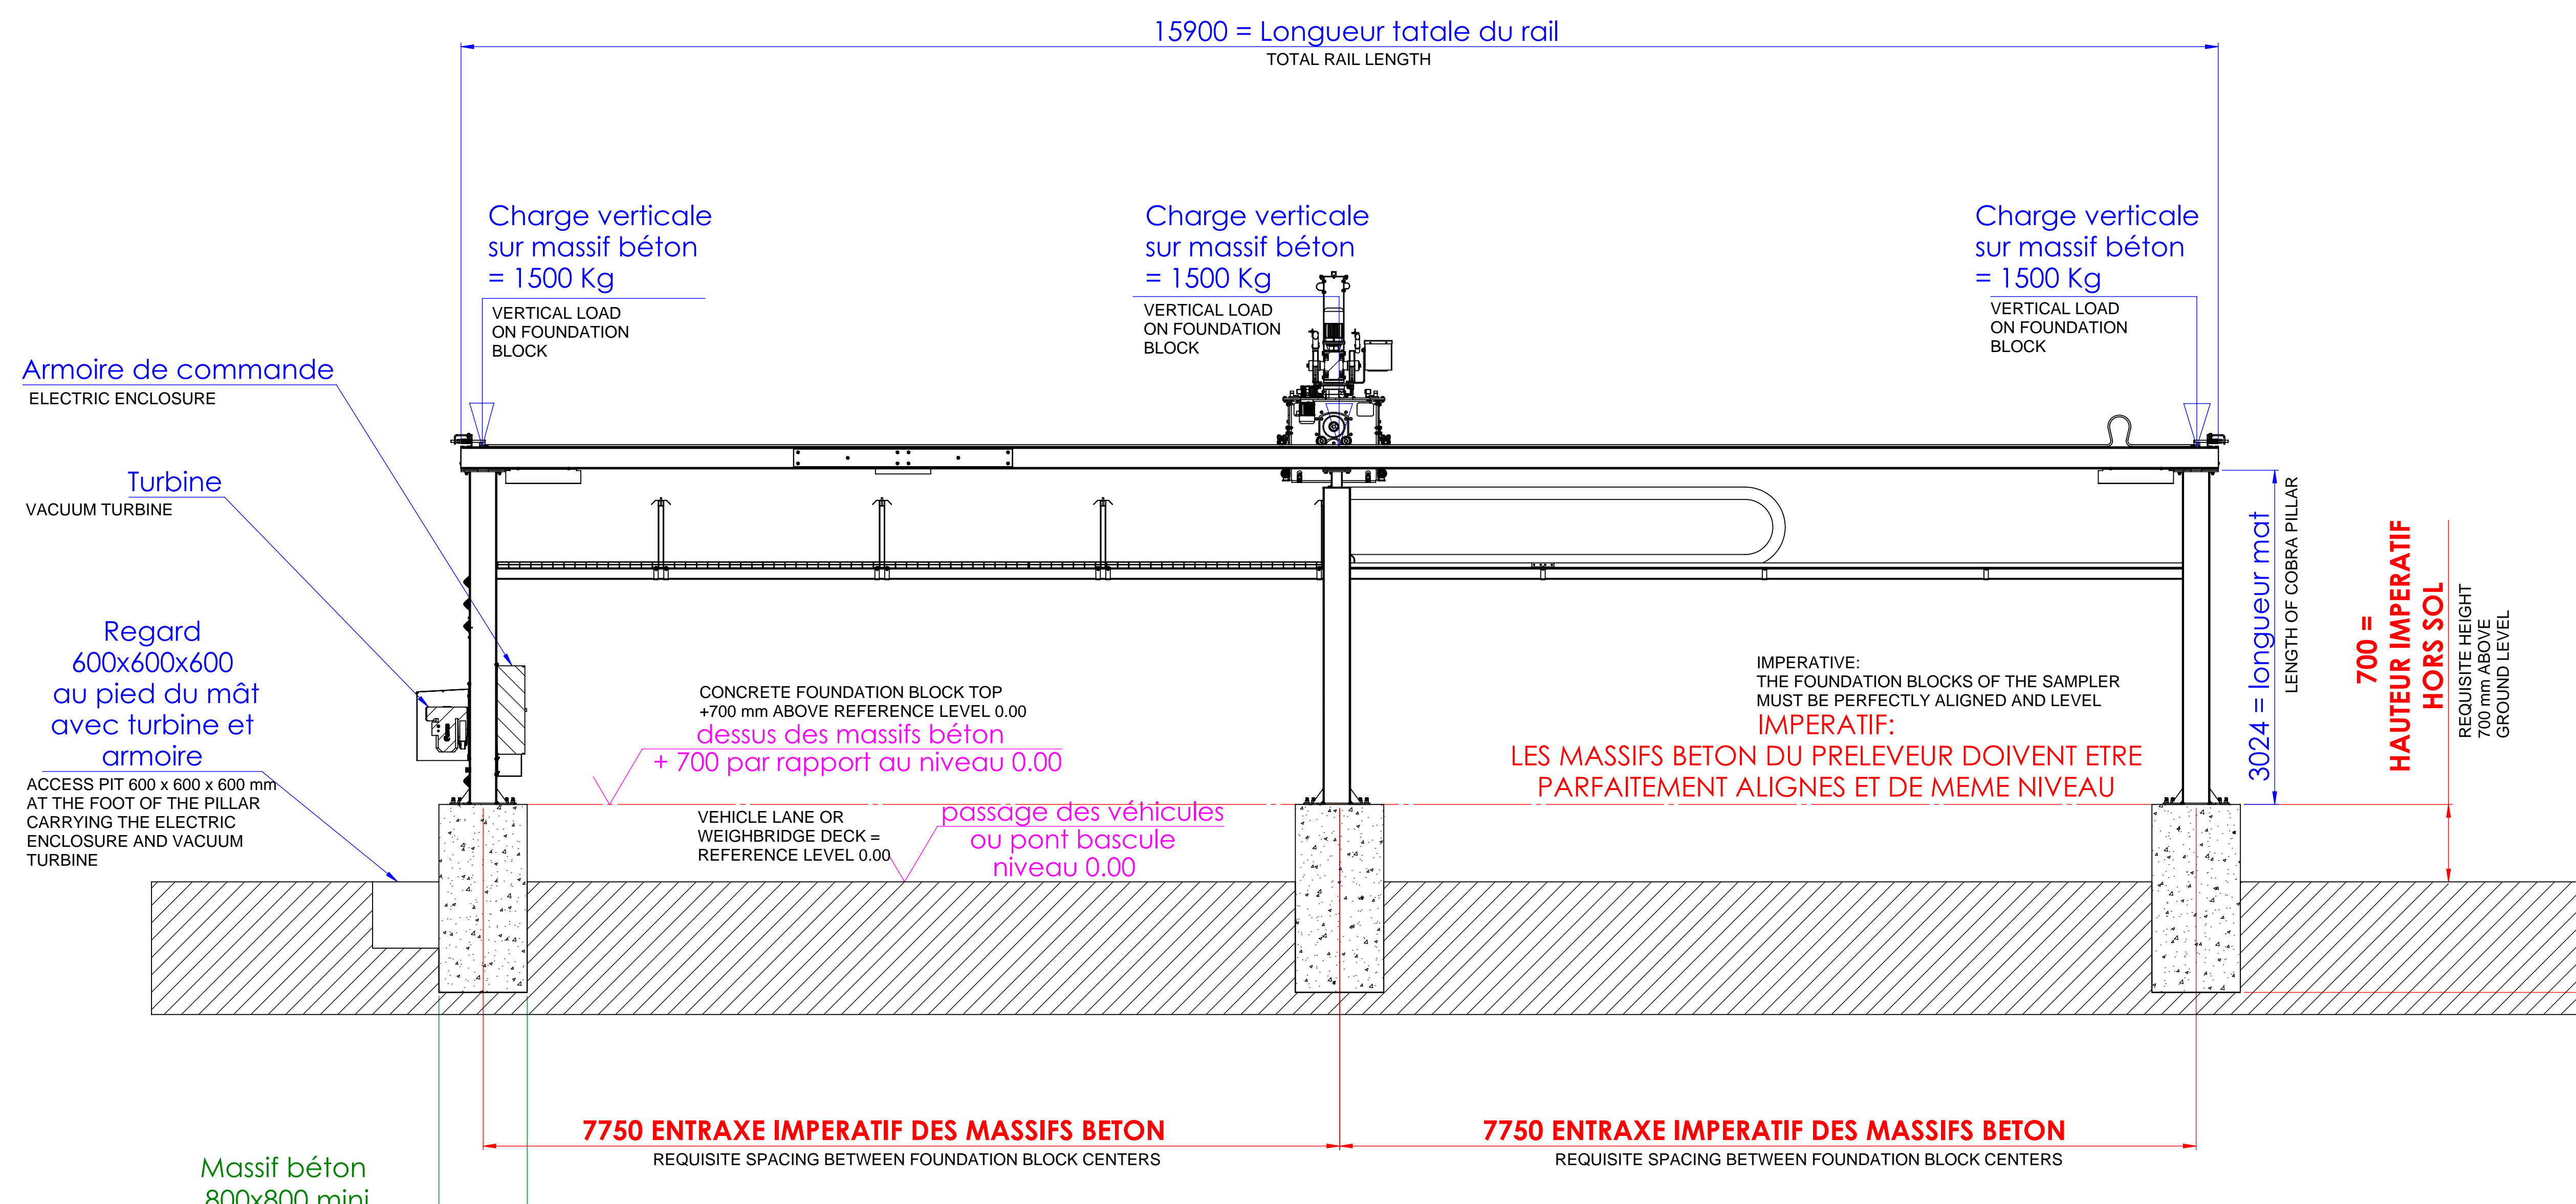 15900 = Longueur tatale du rail
TOTAL RAIL LENGTH
Charge verticale
sur massif béton
= 1500 Kg
VERTICAL LOAD
ON FOUNDATION
BLOCK
Charge verticale
sur massif béton
= 1500 Kg
VERTICAL LOAD
ON FOUNDATION
BLOCK
Charge verticale
sur massif béton
= 1500 Kg
VERTICAL LOAD
ON FOUNDATION
BLOCK
Armoire de commande
ELECTRIC ENCLOSURE
Turbine
VACUUM TURBINE
Regard
600x600x600
au pied du mât
avec turbine et
armoire
ACCESS PIT 600 x 600 x 600 mm
AT THE FOOT OF THE PILLAR
CARRYING THE ELECTRIC
ENCLOSURE AND VACUUM
TURBINE
CONCRETE FOUNDATION BLOCK TOP
+700 mm ABOVE REFERENCE LEVEL 0.00
dessus des massifs béton
+ 700 par rapport au niveau 0.00
VEHICLE LANE OR
WEIGHBRIDGE DECK =
REFERENCE LEVEL 0.00
passage des véhicules
ou pont bascule
niveau 0.00
IMPERATIVE:
THE FOUNDATION BLOCKS OF THE SAMPLER
MUST BE PERFECTLY ALIGNED AND LEVEL
IMPERATIF:
LES MASSIFS BETON DU PRELEVEUR DOIVENT ETRE
PARFAITEMENT ALIGNES ET DE MEME NIVEAU
3024 = longueur mat
LENGTH OF COBRA PILLAR
700 =
HAUTEUR IMPERATIF
HORS SOL
REQUISITE HEIGHT
700 mm ABOVE
GROUND LEVEL
7750 ENTRAXE IMPERATIF DES MASSIFS BETON
REQUISITE SPACING BETWEEN FOUNDATION BLOCK CENTERS
7750 ENTRAXE IMPERATIF DES MASSIFS BETON
REQUISITE SPACING BETWEEN FOUNDATION BLOCK CENTERS
Massif béton
800x800 mini